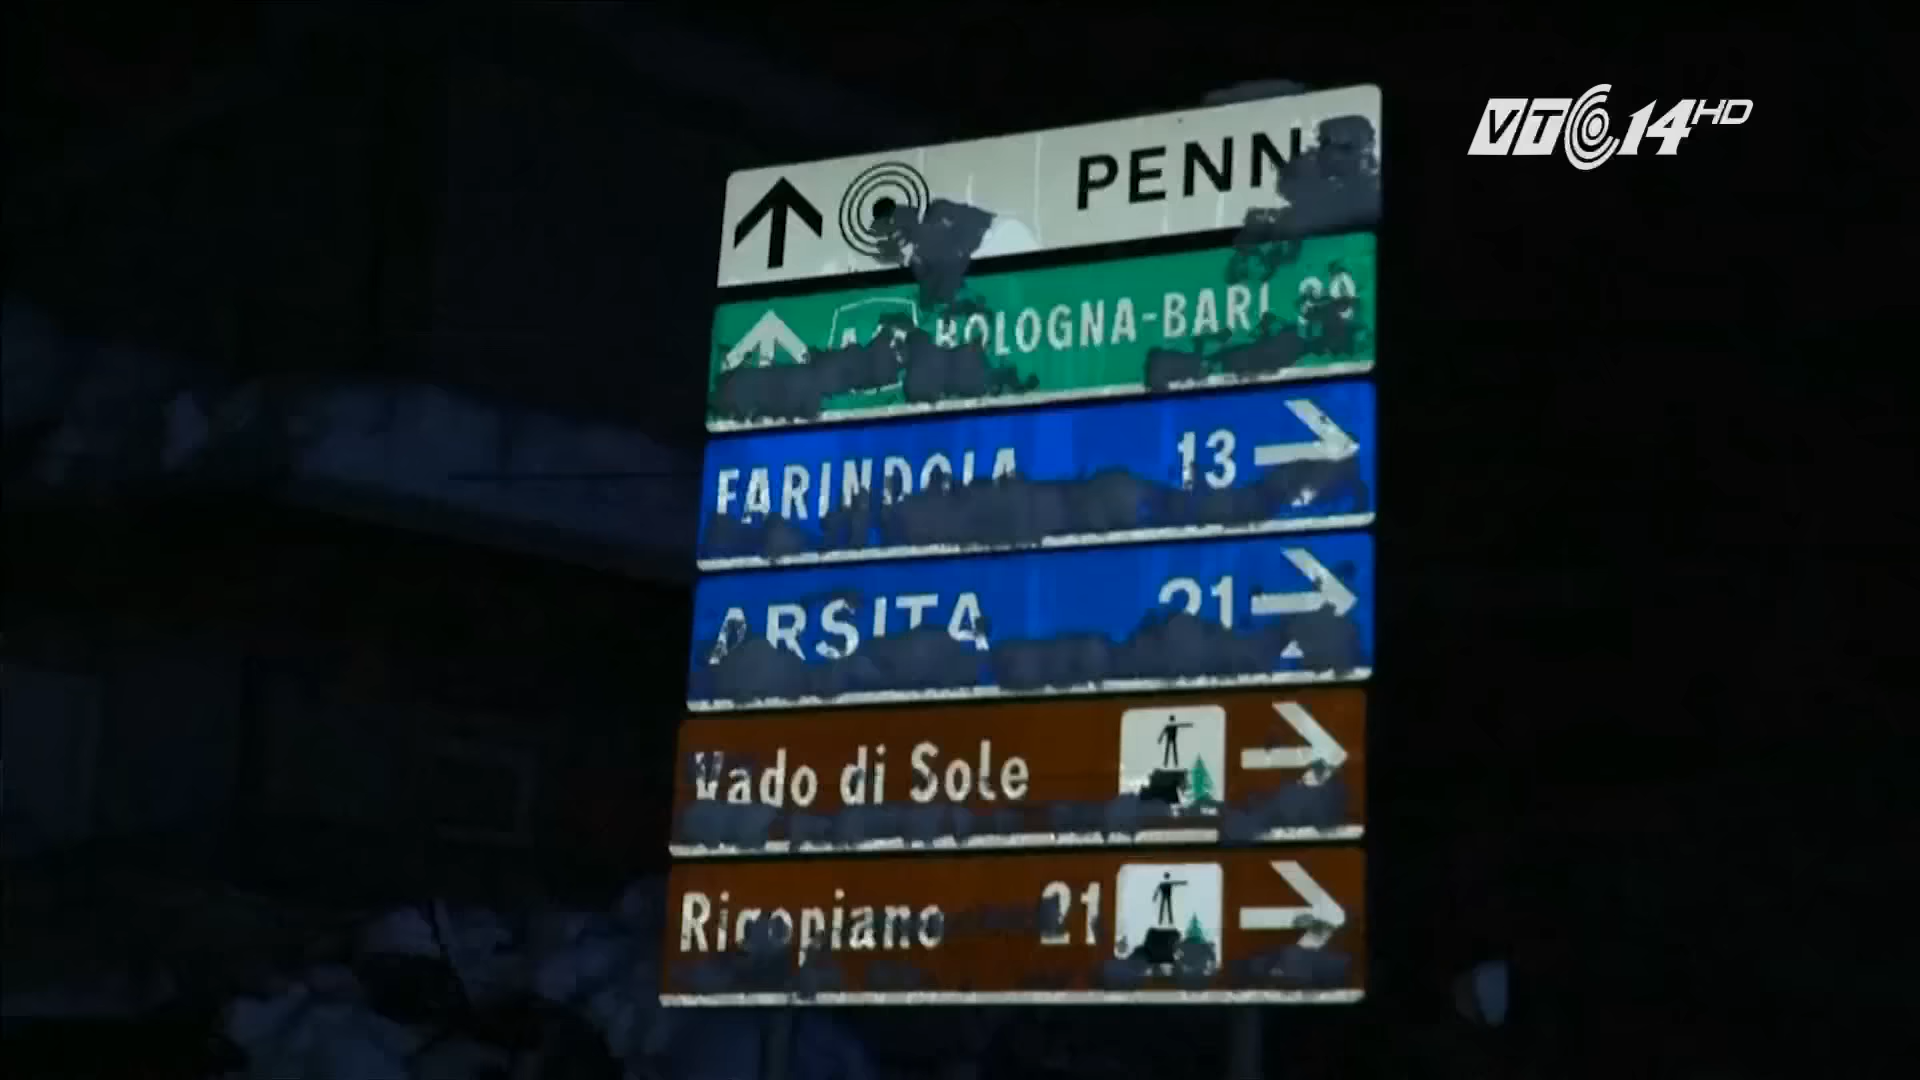 VTC14HD
PENN
BOLOGNA-BARI
FARINDOLA 13
ARSITA 21
Vado di Sole
Rigopiano 21